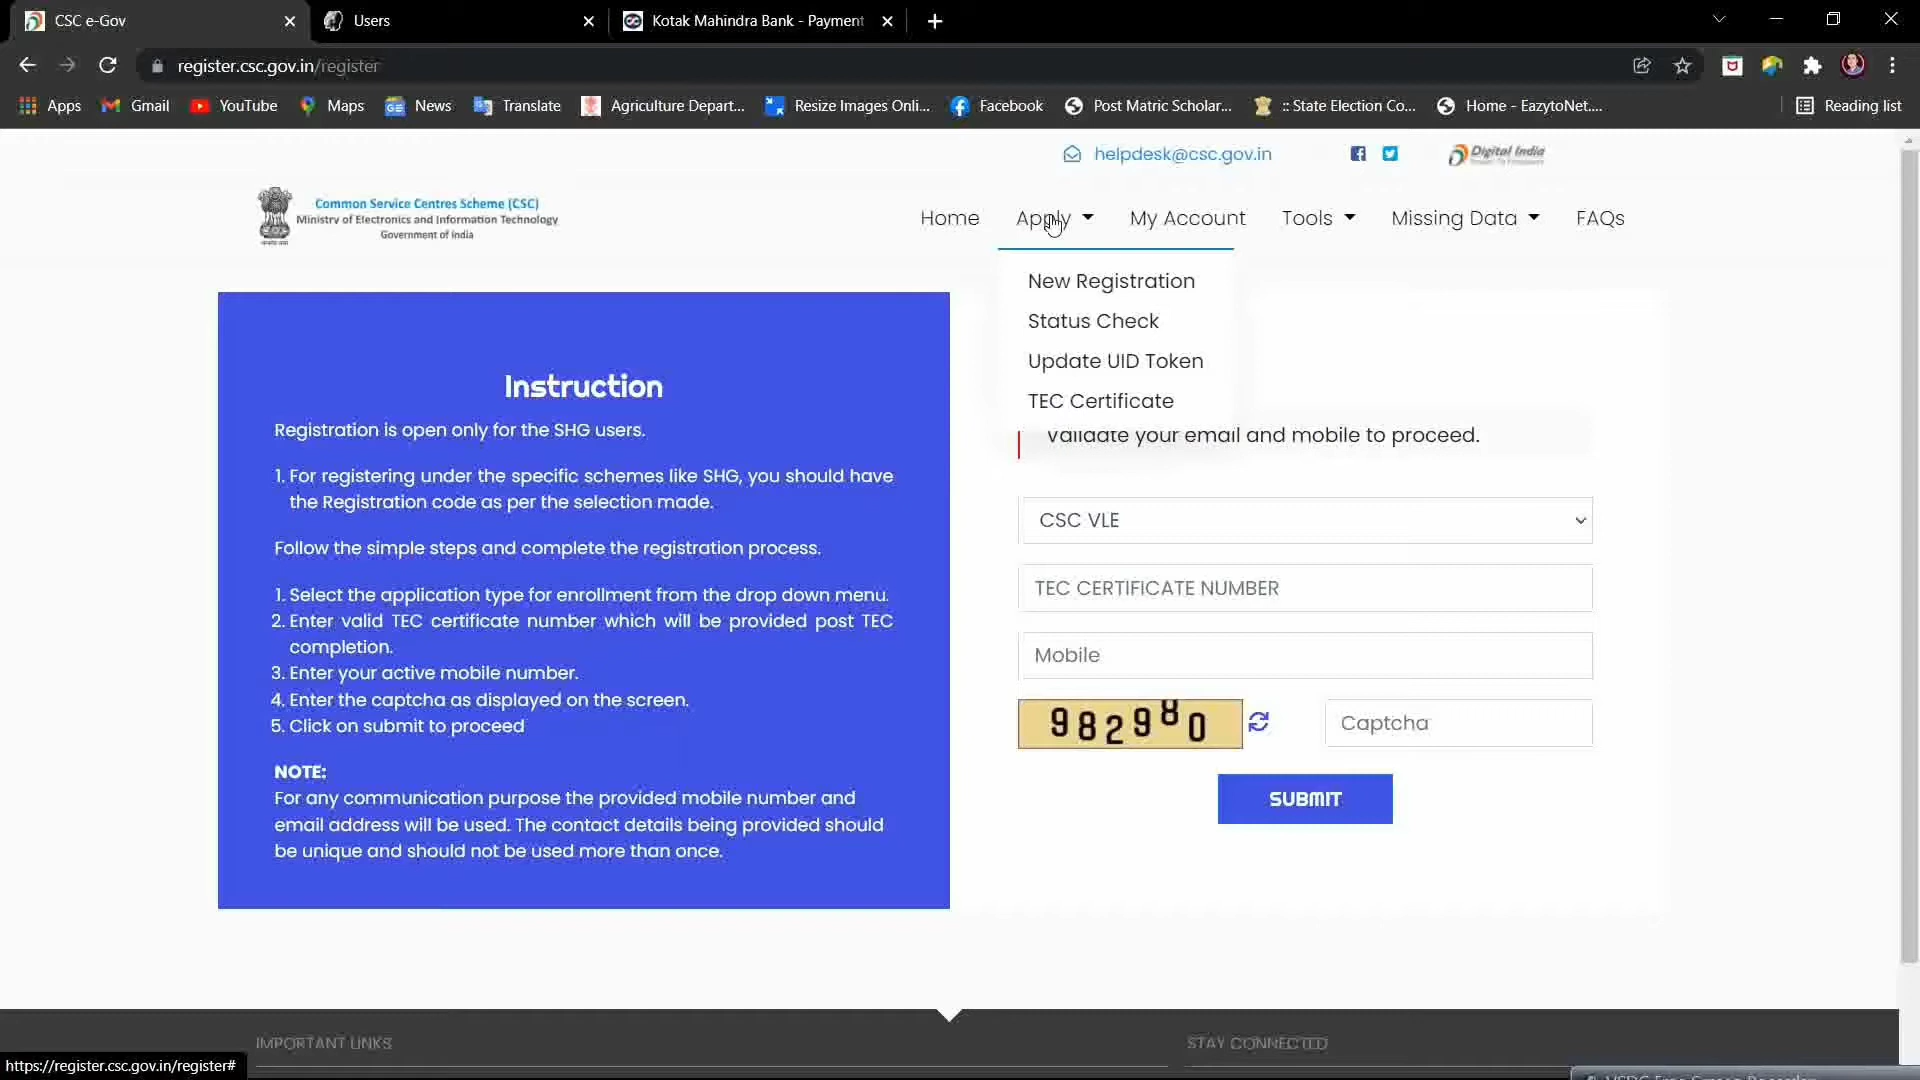 CSC e-Gov
Users
Kotak Mahindra Bank - Payment
register.csc.gov.in/register
Apps
Gmail
YouTube
Maps
News
Translate
Agriculture Depart...
Resize Images Onli...
Facebook
Post Matric Scholar...
:: State Election Co...
Home - EazytoNet....
Reading list
helpdesk@csc.gov.in
Digital India
Common Service Centres Scheme (CSC)
Ministry of Electronics and Information Technology
Government of India
Home
Apply
My Account
Tools
Missing Data
FAQs
New Registration
Status Check
Update UID Token
TEC Certificate
Instruction
Registration is open only for the SHG users.
1. For registering under the specific schemes like SHG, you should have
the Registration code as per the selection made.
Follow the simple steps and complete the registration process.
1. Select the application type for enrollment from the drop down menu.
2. Enter valid TEC certificate number which will be provided post TEC
completion.
3. Enter your active mobile number.
4. Enter the captcha as displayed on the screen.
5. Click on submit to proceed
NOTE:
For any communication purpose the provided mobile number and
email address will be used. The contact details being provided should
be unique and should not be used more than once.
Validate your email and mobile to proceed.
CSC VLE
TEC CERTIFICATE NUMBER
Mobile
982980
Captcha
SUBMIT
IMPORTANT LINKS
STAY CONNECTED
https://register.csc.gov.in/register#